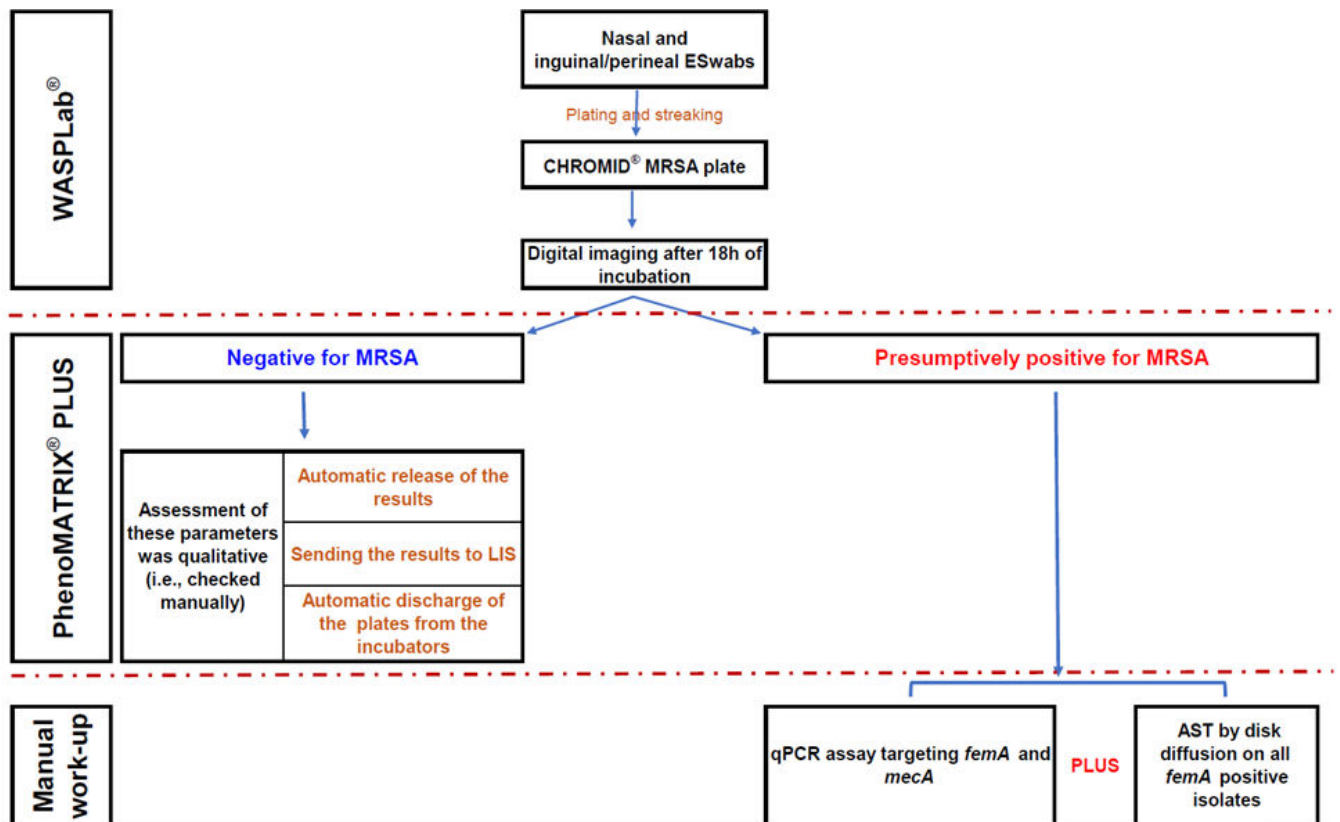 WASPLab®
Nasal and
inguinal/perineal ESwabs
Plating and streaking
CHROMID® MRSA plate
Digital imaging after 18h of
incubation
PhenoMATRIX® PLUS
Negative for MRSA
Presumptively positive for MRSA
Assessment of
these parameters
was qualitative
(i.e., checked
manually)
Automatic release of the
results
Sending the results to LIS
Automatic discharge of
the plates from the
incubators
Manual
work-up
qPCR assay targeting femA and
mecA
PLUS
AST by disk
diffusion on all
femA positive
isolates